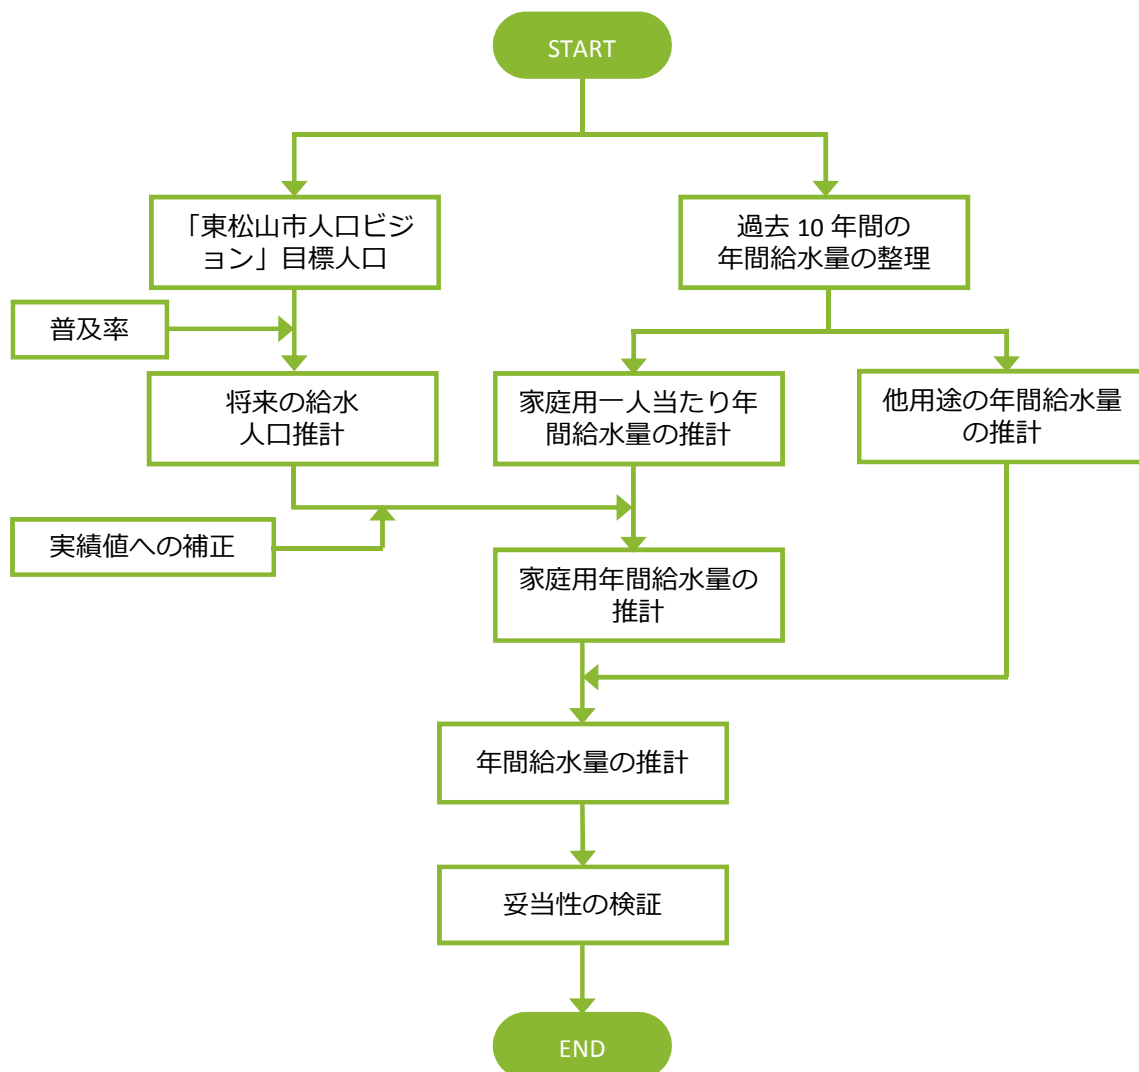 START
「東松山市人口ビジ
ョン」目標人口
過去 10 年間の
年間給水量の整理
普及率
将来の給水
人口推計
家庭用一人当たり年
間給水量の推計
他用途の年間給水量
の推計
実績値への補正
家庭用年間給水量の
推計
年間給水量の推計
妥当性の検証
END